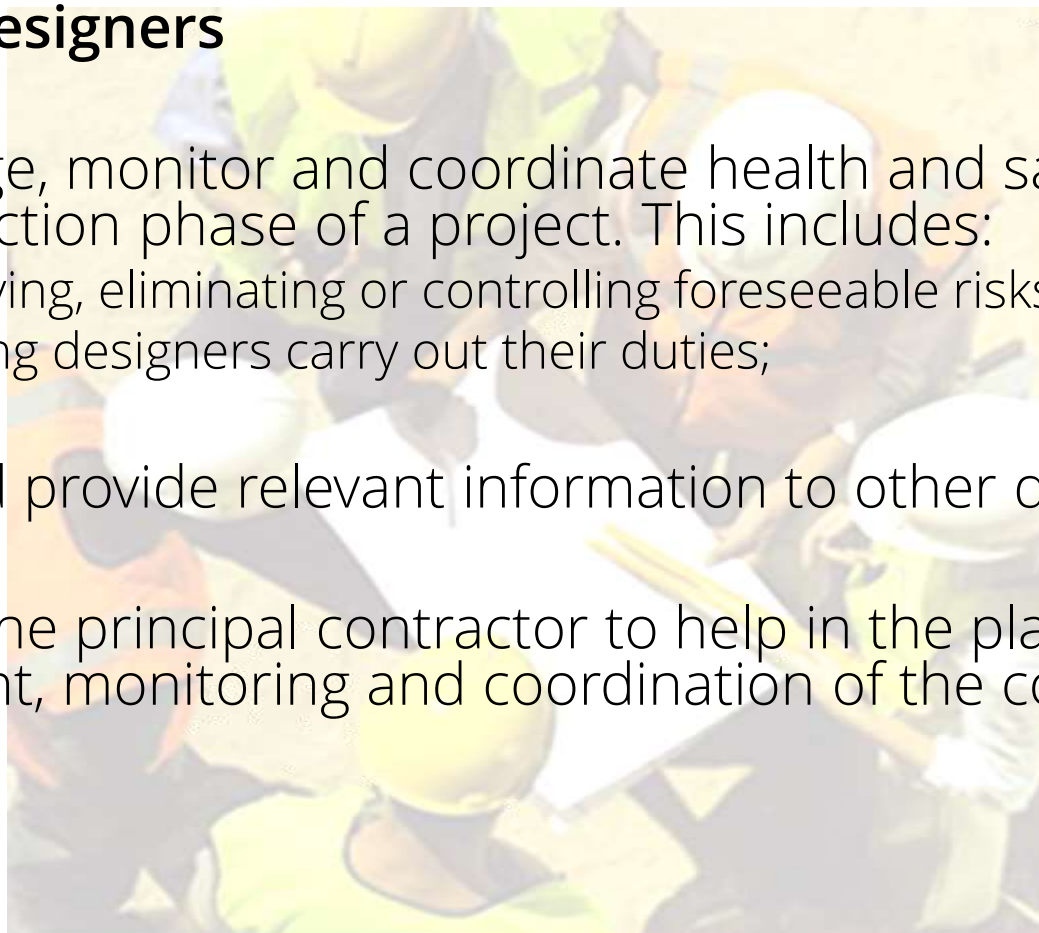 esigners
ge, monitor and coordinate health and sa
ction phase of a project. This includes:
ying, eliminating or controlling foreseeable risks
ng designers carry out their duties;
d provide relevant information to other d
he principal contractor to help in the pla
nt, monitoring and coordination of the co